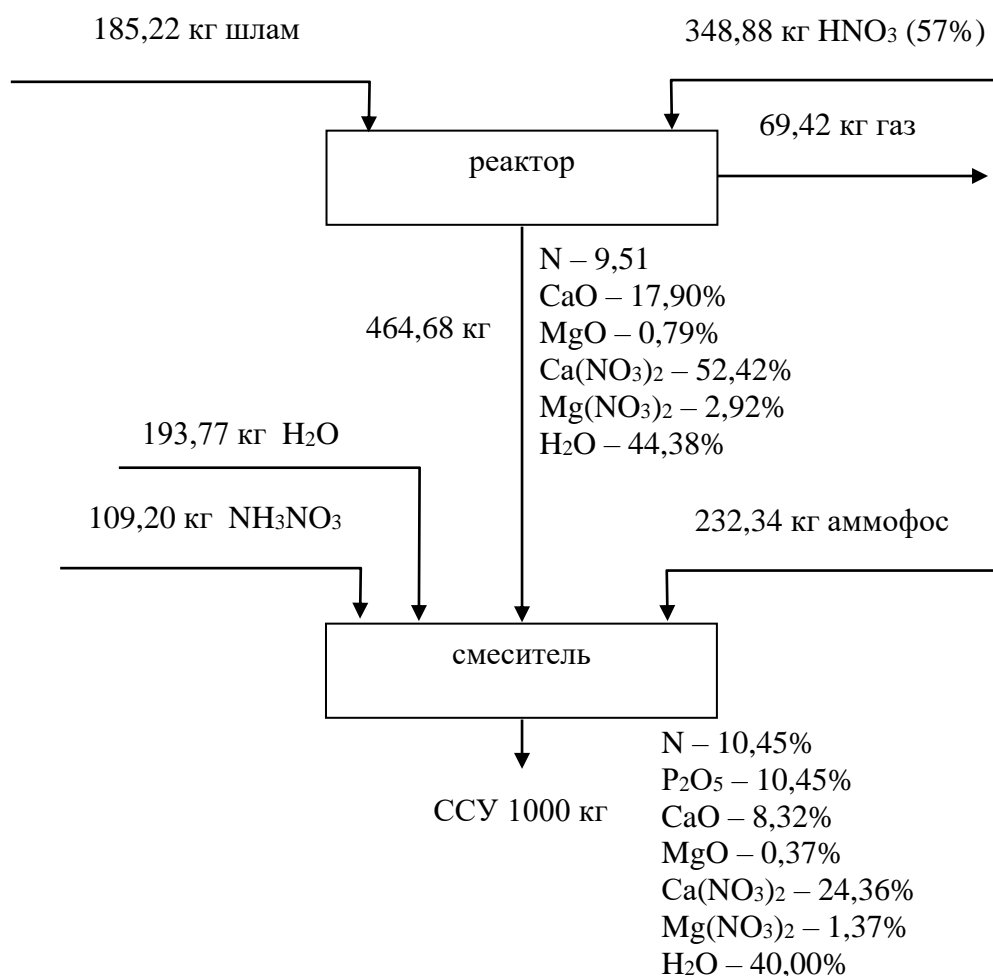 185,22 кг шлам
348,88 кг HNO₃ (57%)
69,42 кг газ
реактор
N – 9,51
CaO – 17,90%
MgO – 0,79%
Ca(NO₃)₂ – 52,42%
Mg(NO₃)₂ – 2,92%
H₂O – 44,38%
464,68 кг
193,77 кг H₂O
109,20 кг NH₃NO₃
232,34 кг аммофос
смеситель
N – 10,45%
P₂O₅ – 10,45%
CaO – 8,32%
MgO – 0,37%
Ca(NO₃)₂ – 24,36%
Mg(NO₃)₂ – 1,37%
H₂O – 40,00%
ССУ 1000 кг